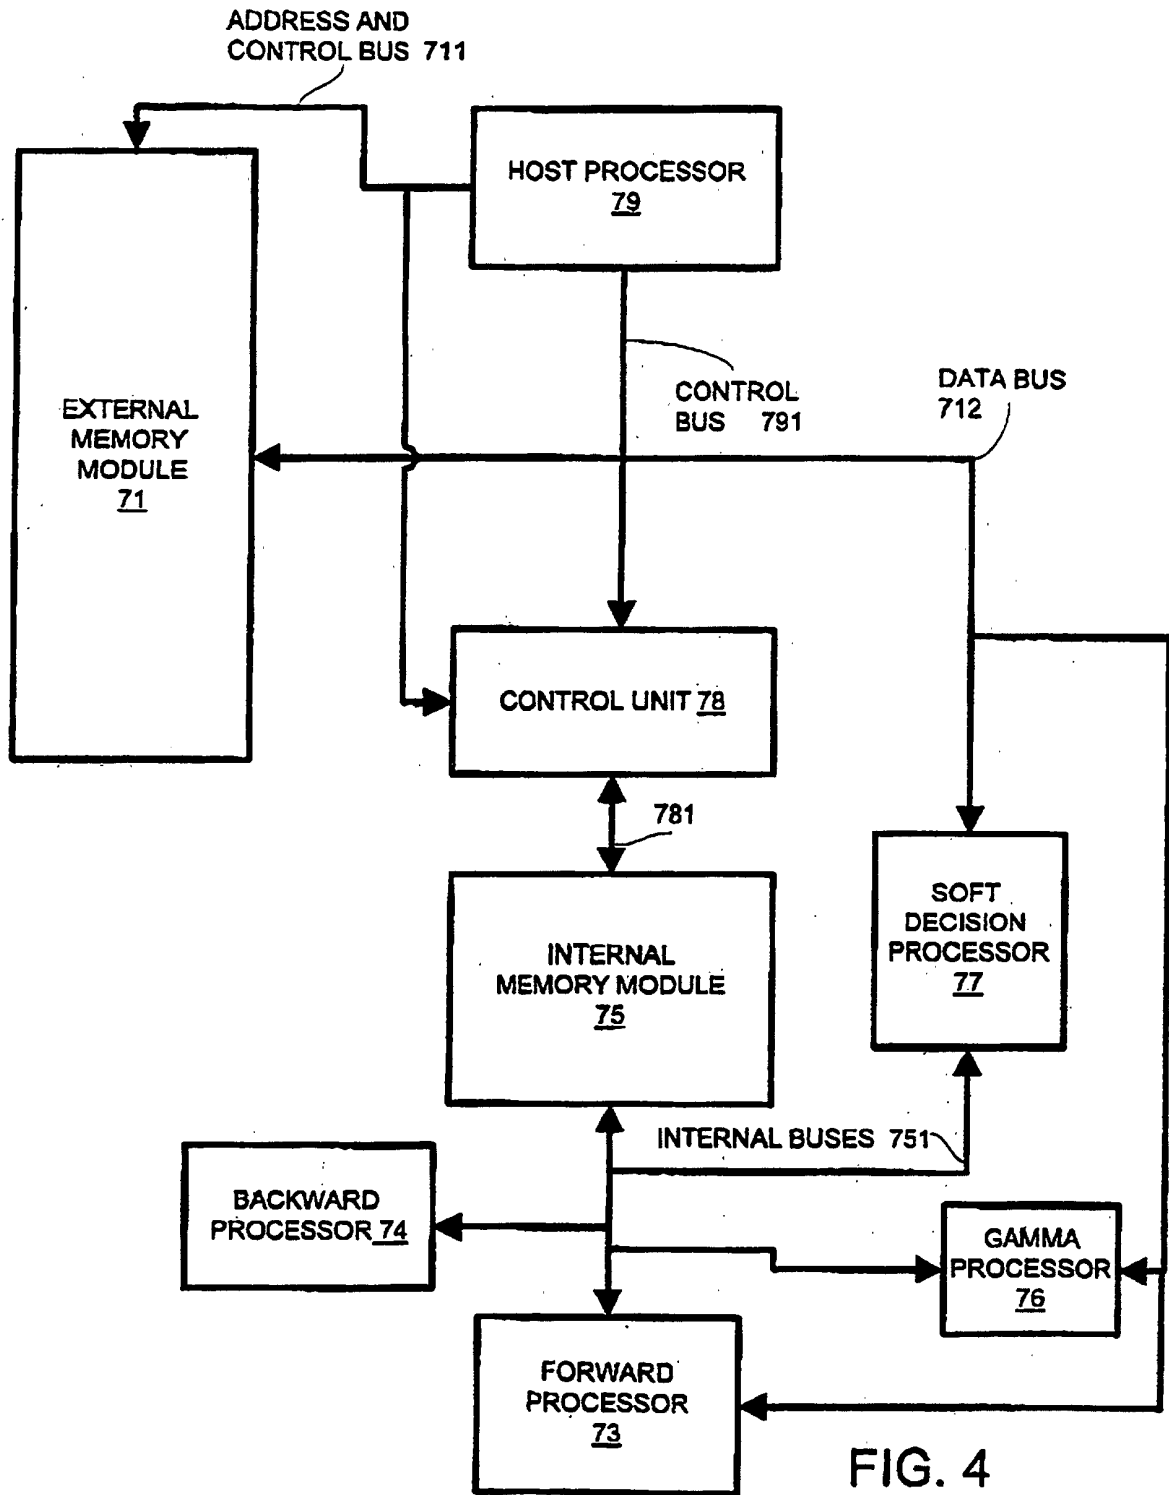 ADDRESS AND
CONTROL BUS 711
HOST PROCESSOR
79
CONTROL
BUS 791
DATA BUS
712
EXTERNAL
MEMORY
MODULE
71
CONTROL UNIT 78
781
SOFT
DECISION
PROCESSOR
77
INTERNAL
MEMORY MODULE
75
INTERNAL BUSES 751
BACKWARD
PROCESSOR 74
GAMMA
PROCESSOR
76
FORWARD
PROCESSOR
73
FIG. 4